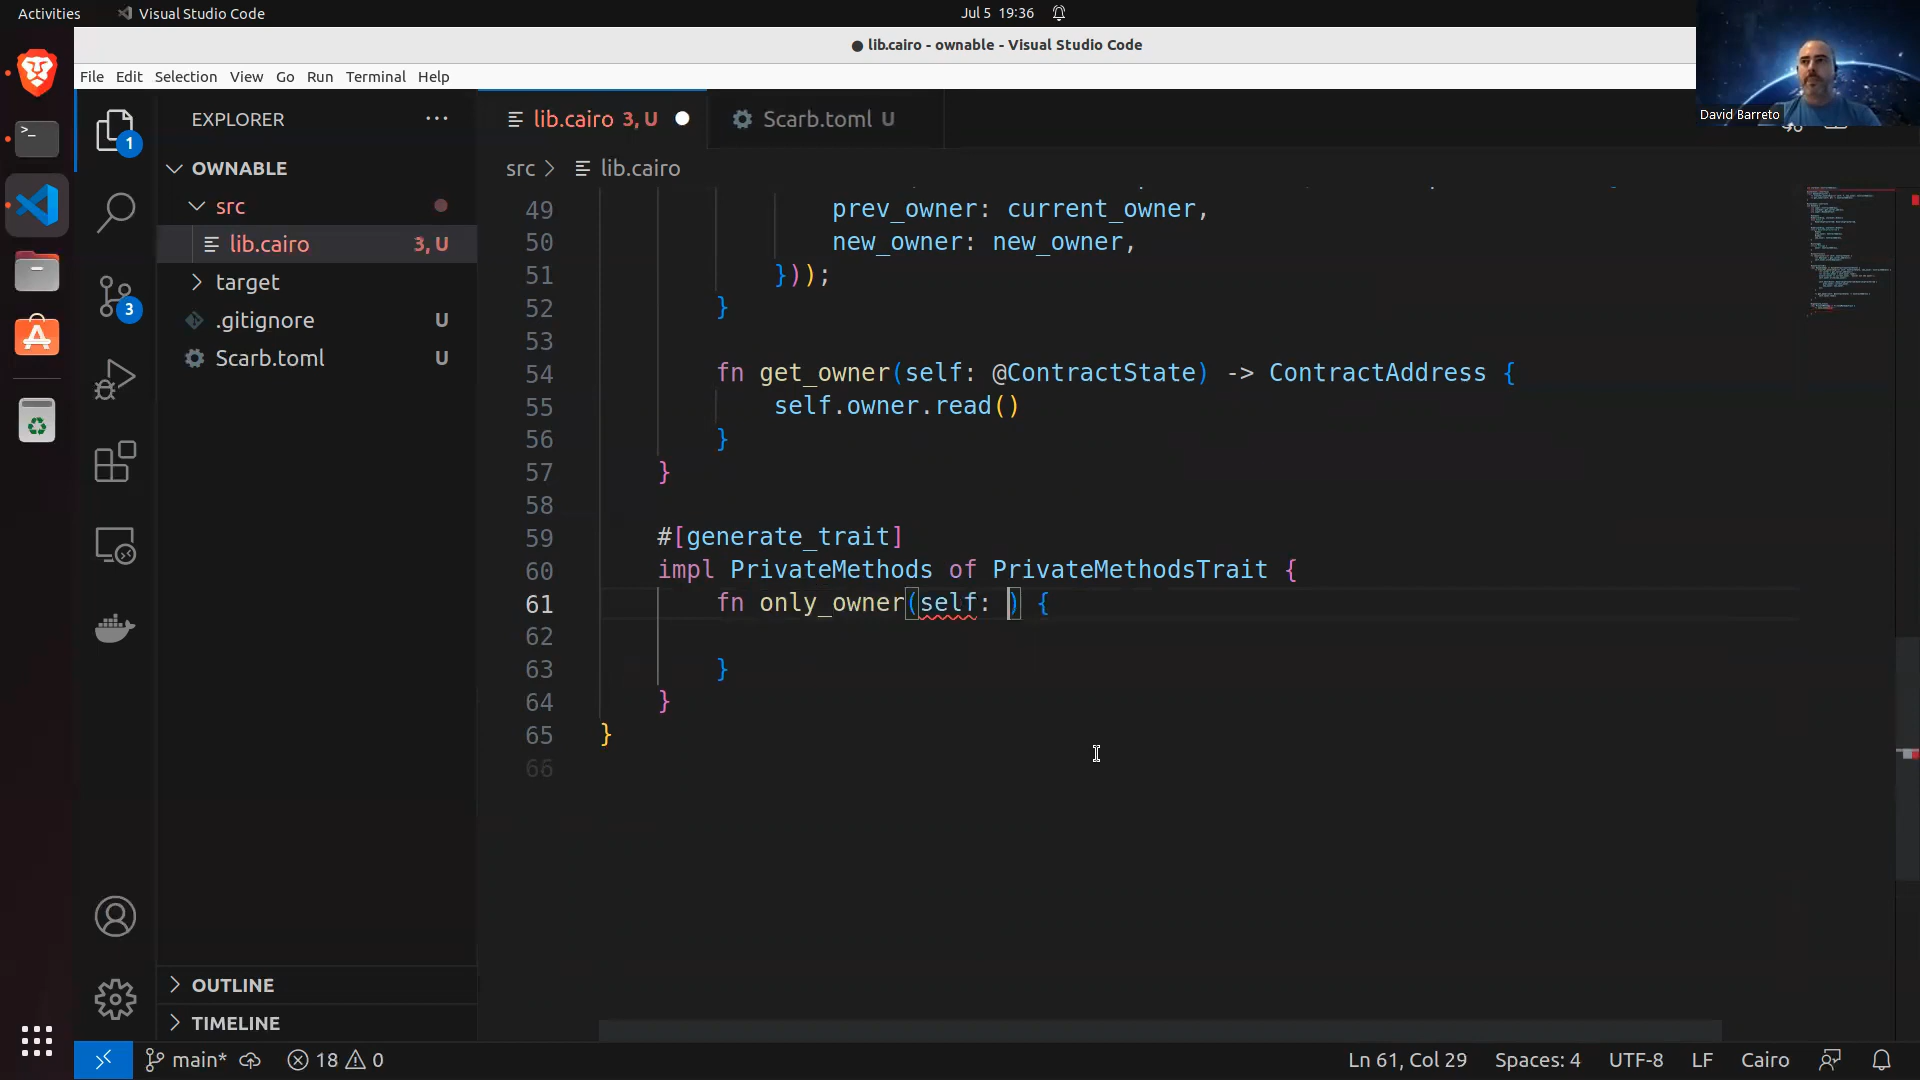 Activities
Visual Studio Code
Jul 5 19:36
lib.cairo - ownable - Visual Studio Code
File Edit Selection View Go Run Terminal Help
David Barreto
EXPLORER
OWNABLE
src
lib.cairo 3, U
target
.gitignore U
Scarb.toml U
OUTLINE
TIMELINE
1
3
lib.cairo 3, U
Scarb.toml U
src > lib.cairo
49 prev_owner: current_owner,
50 new_owner: new_owner,
51 }));
52 }
53
54 fn get_owner(self: @ContractState) -> ContractAddress {
55 self.owner.read()
56 }
57 }
58
59 #[generate_trait]
60 impl PrivateMethods of PrivateMethodsTrait {
61 fn only_owner(self: ) {
62
63 }
64 }
65 }
66
main* 18 0
Ln 61, Col 29 Spaces: 4 UTF-8 LF Cairo